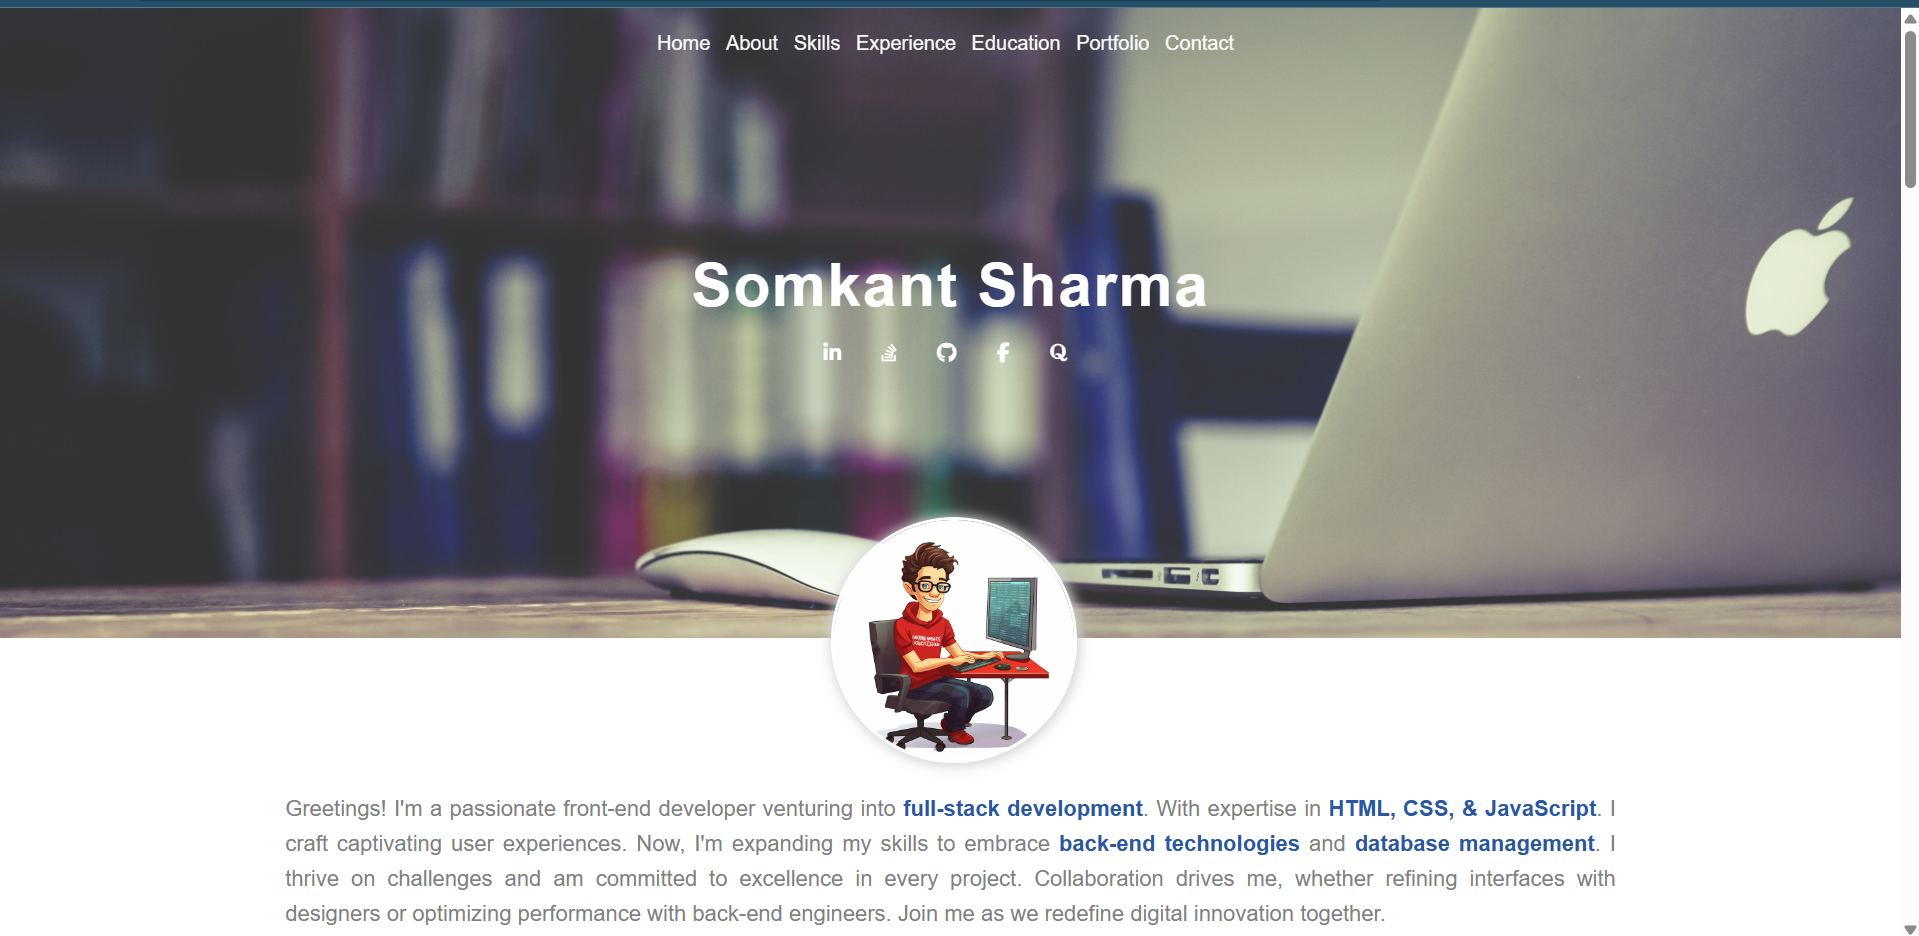 Home About Skills Experience Education Portfolio Contact
Somkant Sharma
Greetings! I'm a passionate front-end developer venturing into full-stack development. With expertise in HTML, CSS, & JavaScript. I
craft captivating user experiences. Now, I'm expanding my skills to embrace back-end technologies and database management. I
thrive on challenges and am committed to excellence in every project. Collaboration drives me, whether refining interfaces with
designers or optimizing performance with back-end engineers. Join me as we redefine digital innovation together.